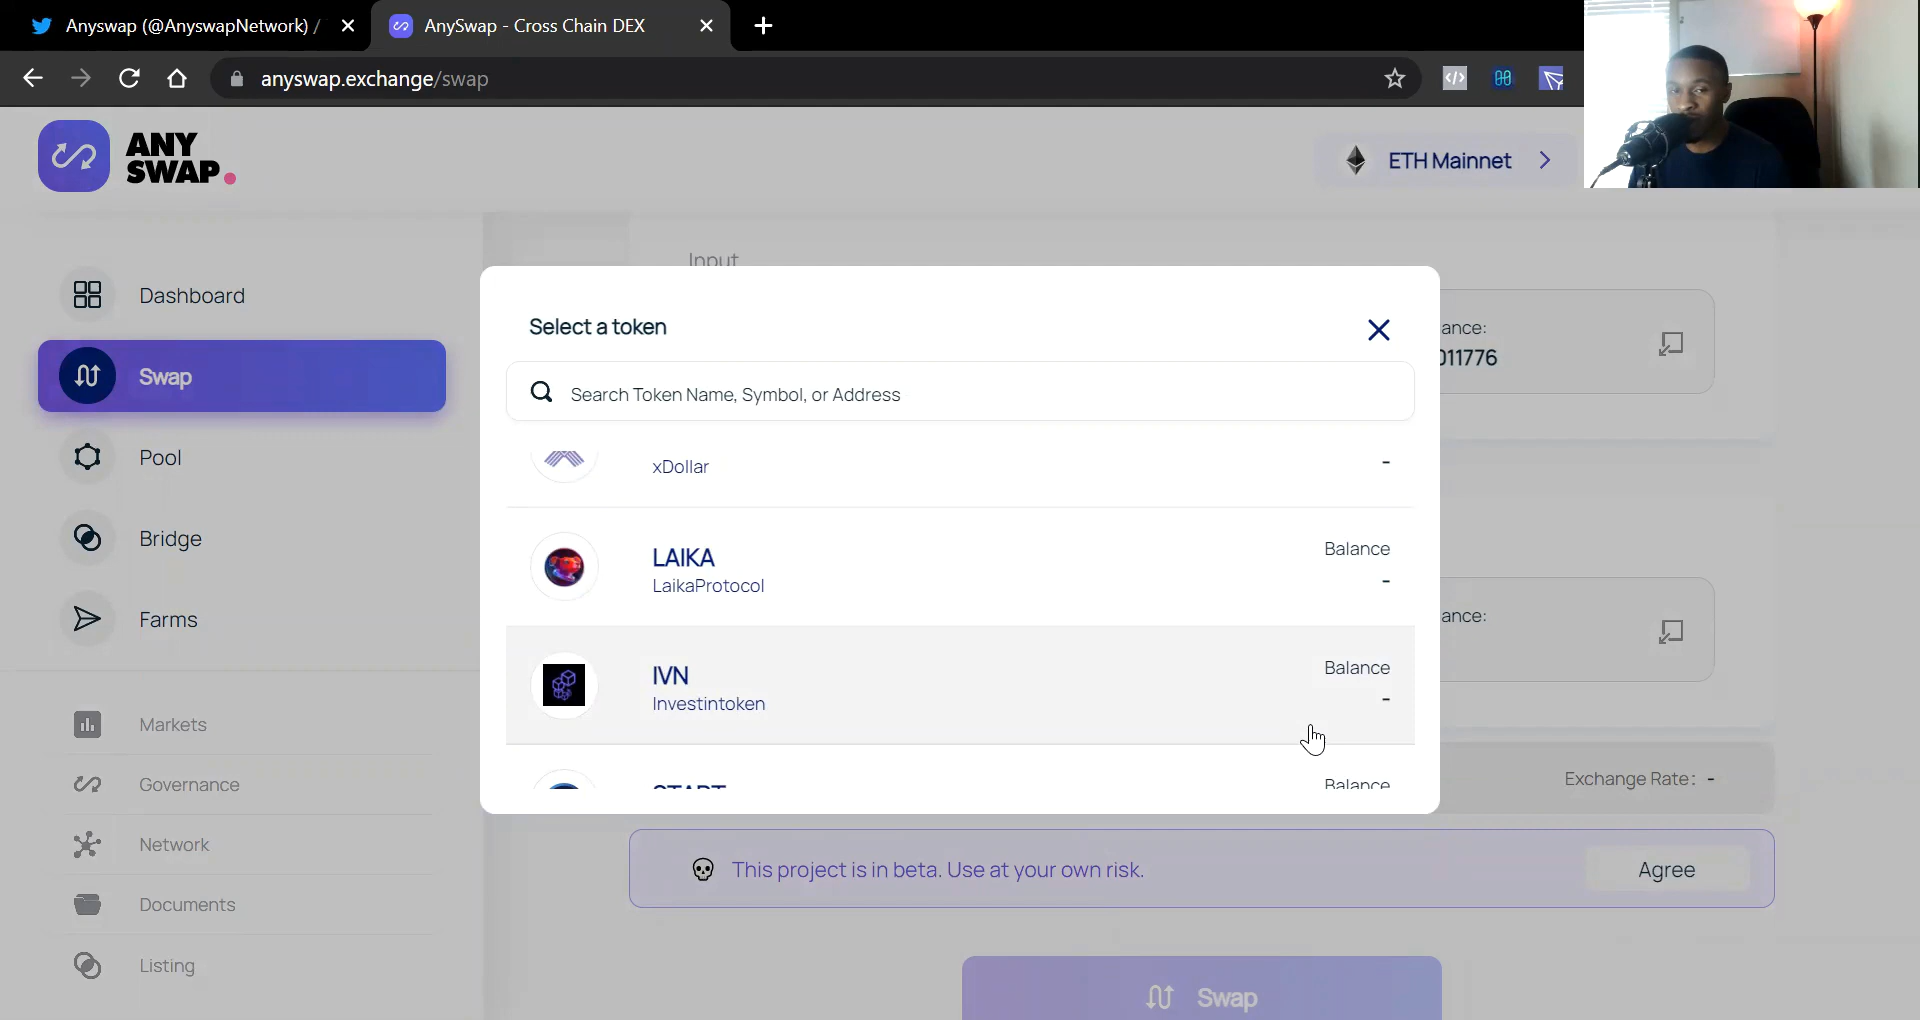 Anyswap (@AnyswapNetwork) /
AnySwap - Cross Chain DEX
anyswap.exchange/swap
ANY
SWAP.
ETH Mainnet
Dashboard
Swap
Pool
Bridge
Farms
Markets
Governance
Network
Documents
Listing
Input
Select a token
Search Token Name, Symbol, or Address
xDollar
-
LAIKA
LaikaProtocol
Balance
-
IVN
Investintoken
Balance
-
START
Balance
ance:
011776
ance:
Exchange Rate: -
This project is in beta. Use at your own risk.
Agree
Swap